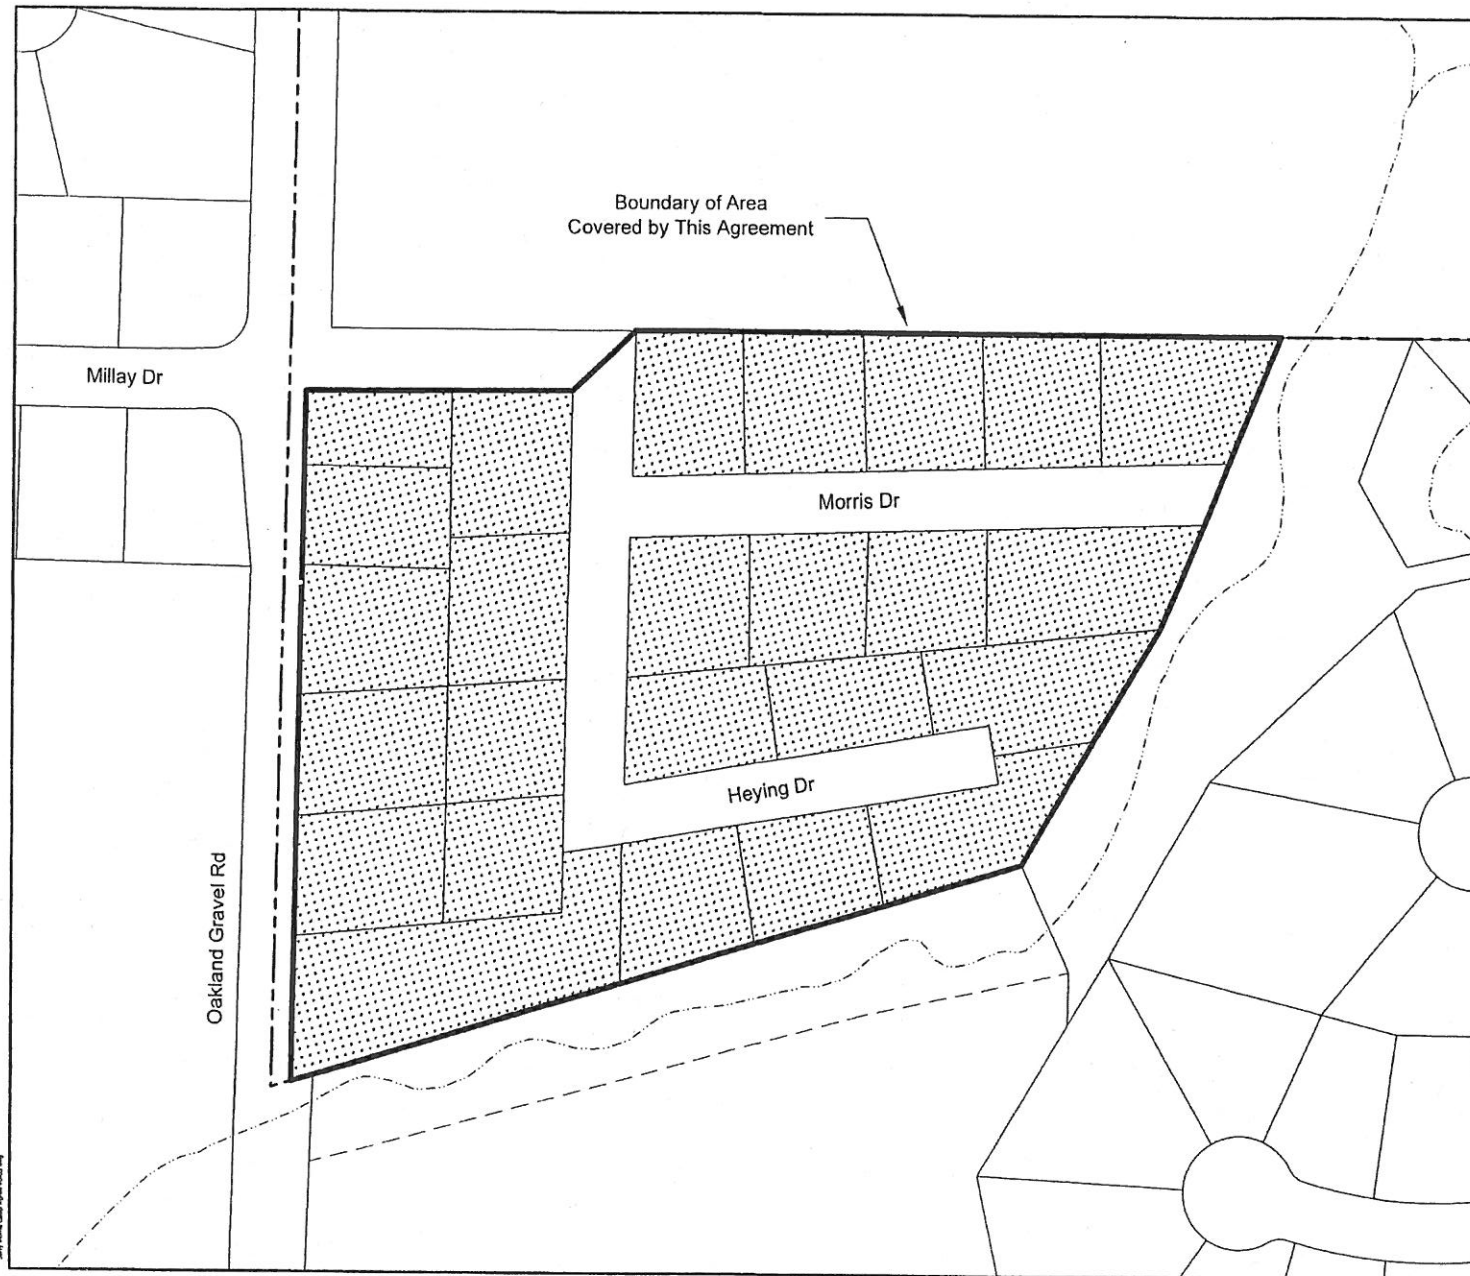 Boundary of Area
Covered by This Agreement
Millay Dr
Morris Dr
Heying Dr
Oakland Gravel Rd